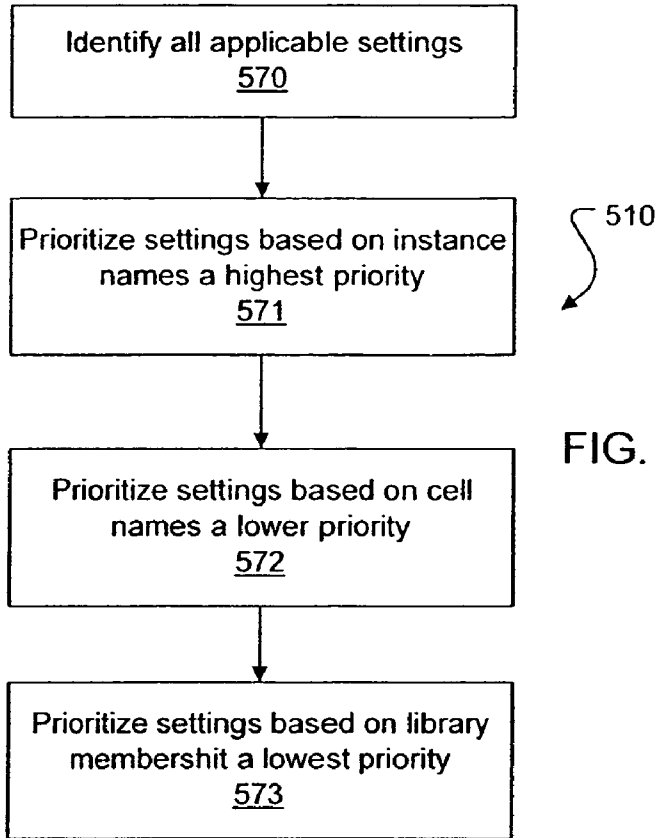 Identify all applicable settings
570
Prioritize settings based on instance
names a highest priority
571
510
FIG.
Prioritize settings based on cell
names a lower priority
572
Prioritize settings based on library
membershit a lowest priority
573